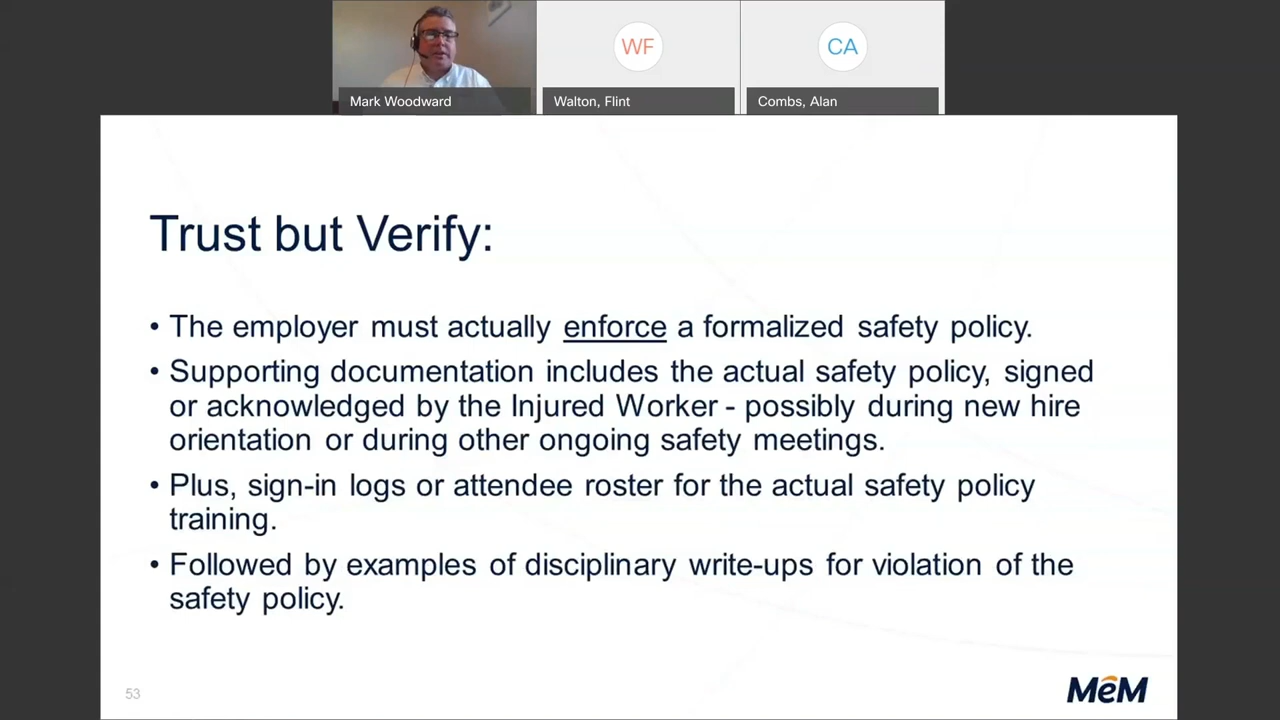 WF
CA
Mark Woodward
Walton, Flint
Combs, Alan
Trust but Verify:
• The employer must actually enforce a formalized safety policy.
• Supporting documentation includes the actual safety policy, signed
or acknowledged by the Injured Worker - possibly during new hire
orientation or during other ongoing safety meetings.
• Plus, sign-in logs or attendee roster for the actual safety policy
training.
• Followed by examples of disciplinary write-ups for violation of the
safety policy.
53
MēM